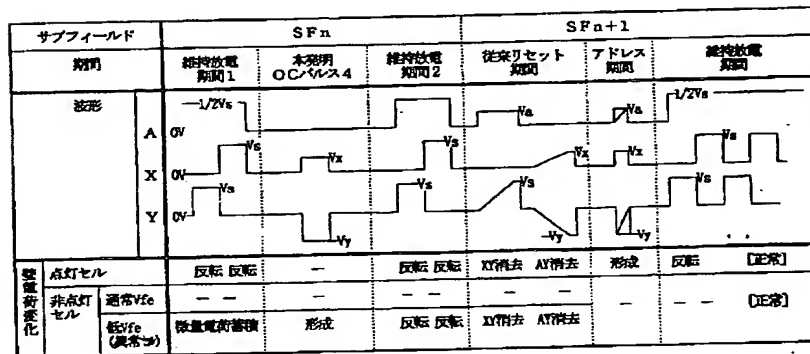 サブフィールド SFn SFn+1
期間 維持放電期間1 本発明OCパルス4 維持放電期間2 従来リセット期間 アドレス期間 維持放電期間
波形
1/2Vs Va Va 1/2Vs
A 0V
Vs Vx Vs Vx Vx Vs
X 0V
Vs Vs Vs Vs
Y 0V
-Vy -Vy -Vy
壁電荷変化
点灯セル 反転 反転 － 反転 反転 XY消去 AY消去 形成 反転 [正常]
非点灯セル 通常Vfe － － － － － － － － － － [正常]
低Vfe(異常セル) 微量電荷蓄積 形成 反転 反転 XY消去 AY消去